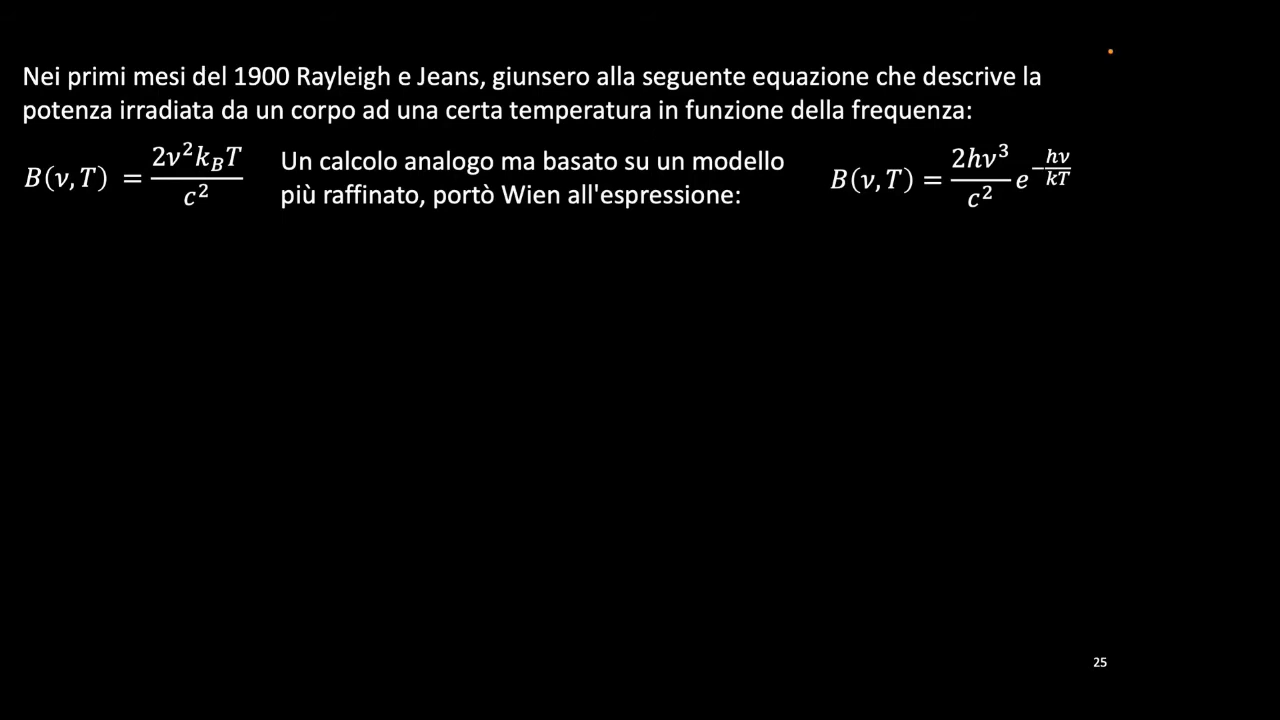 Nei primi mesi del 1900 Rayleigh e Jeans, giunsero alla seguente equazione che descrive la
potenza irradiata da un corpo ad una certa temperatura in funzione della frequenza:
B(ν, T) = 2ν²k_BT / c²
Un calcolo analogo ma basato su un modello
più raffinato, portò Wien all'espressione:
B(ν, T) = 2hν³ / c² e^(−hν/kT)
25